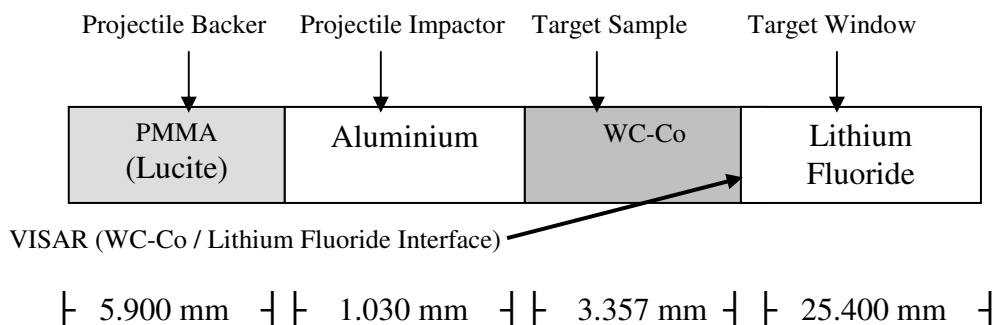 Projectile Backer Projectile Impactor Target Sample Target Window
PMMA
(Lucite)
Aluminium
WC-Co
Lithium
Fluoride
VISAR (WC-Co / Lithium Fluoride Interface)
5.900 mm 1.030 mm 3.357 mm 25.400 mm